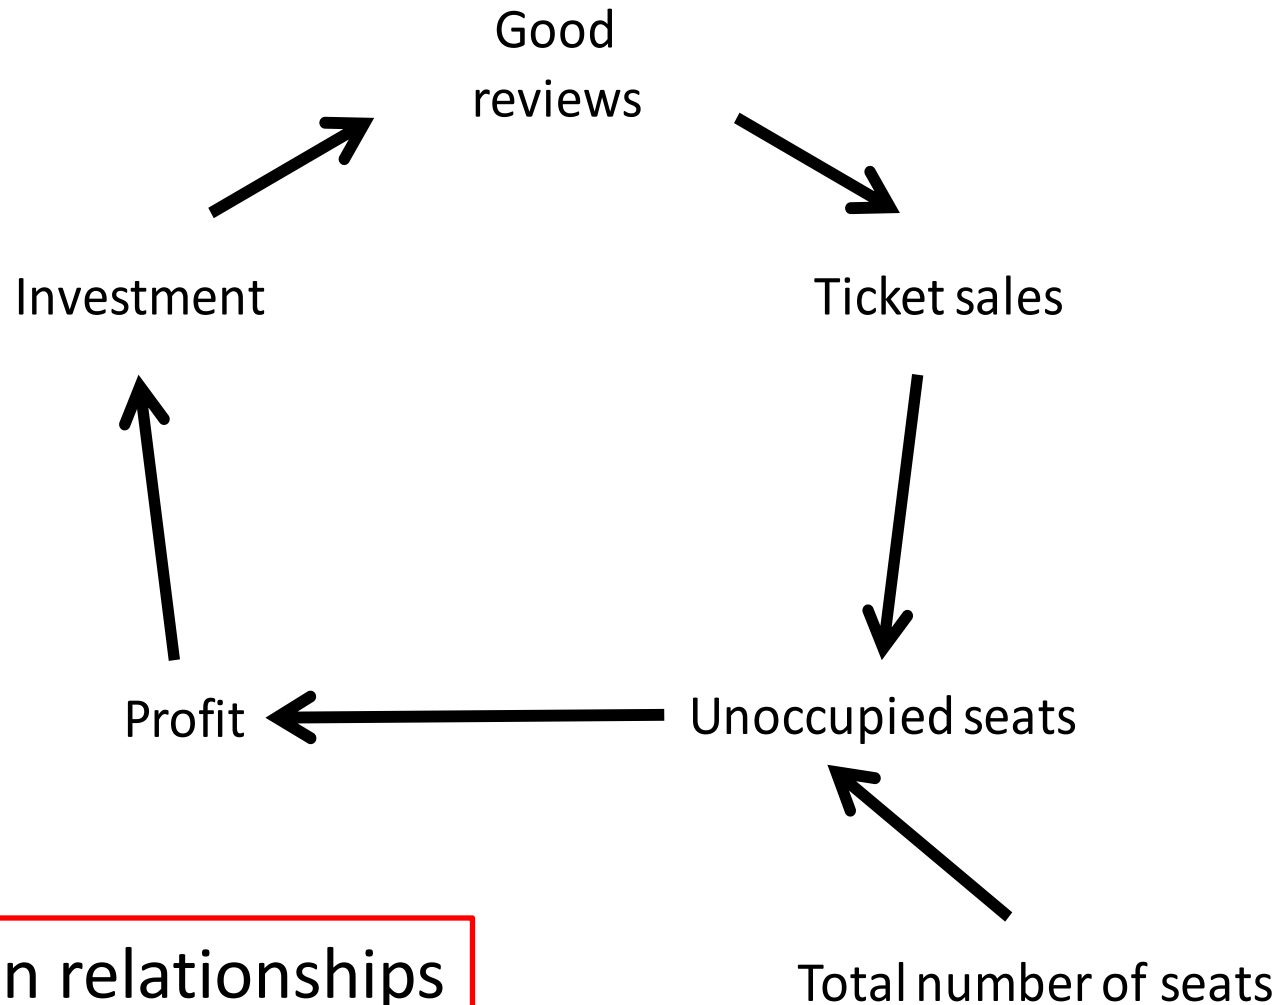 Good
reviews
Investment
Ticket sales
Profit
Unoccupied seats
n relationships
Total number of seats